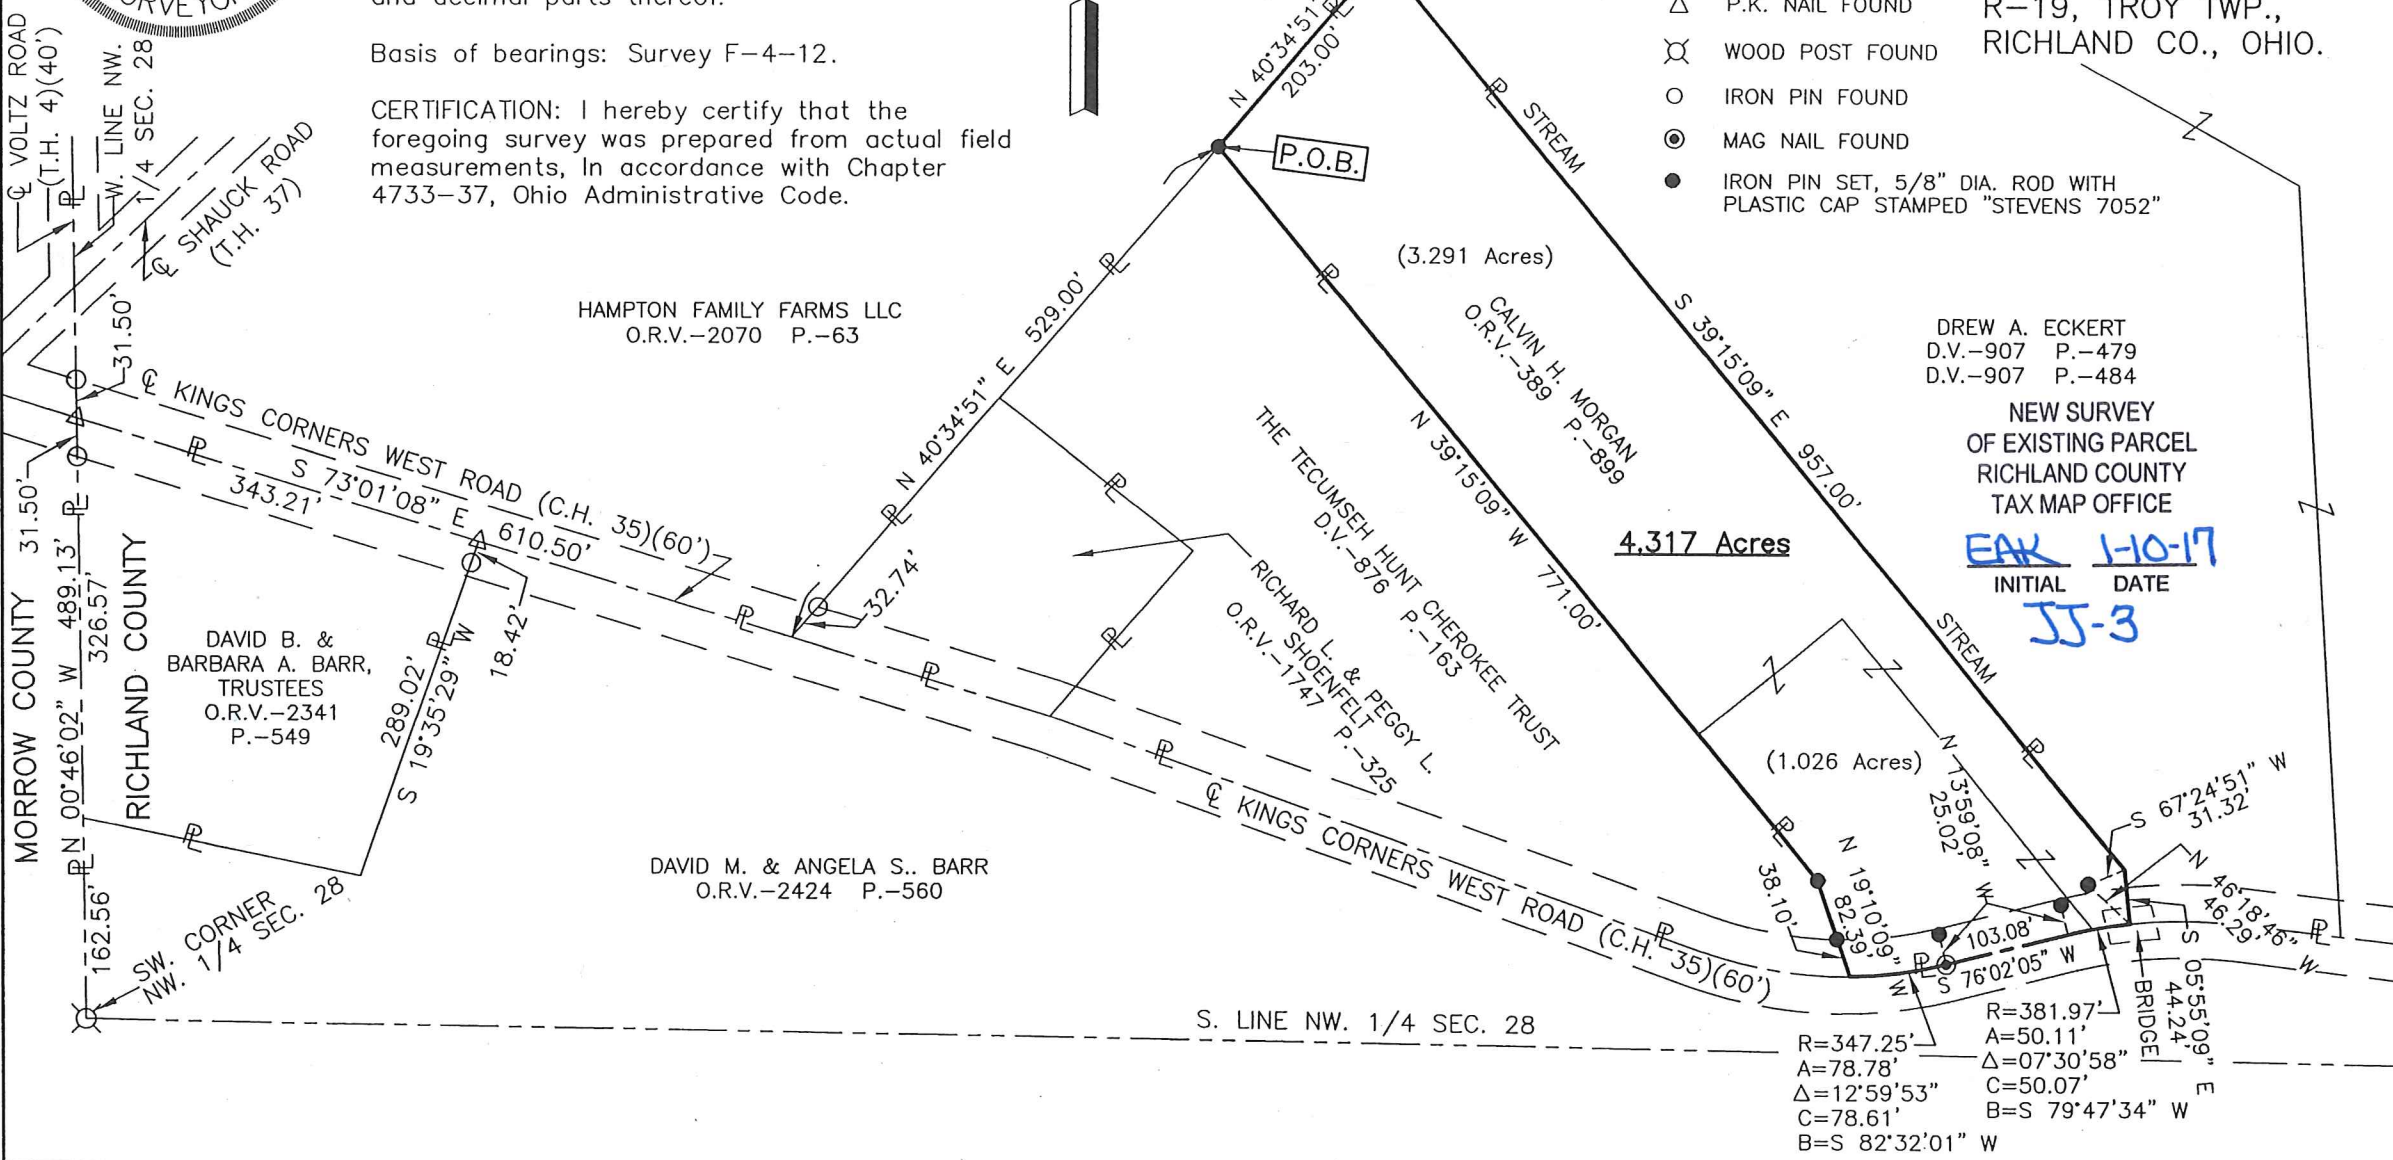 SURVEYOR
and decimal parts thereof.
Basis of bearings: Survey F-4-12.
CERTIFICATION: I hereby certify that the
foregoing survey was prepared from actual field
measurements, In accordance with Chapter
4733-37, Ohio Administrative Code.
℄ VOLTZ ROAD
(T.H. 4)(40')
W. LINE NW.
1/4 SEC. 28
℄ SHAUCK ROAD
(T.H. 37)
N 40°34'51"
203.00'
P.O.B.
△ P.K. NAIL FOUND
WOOD POST FOUND
○ IRON PIN FOUND
MAG NAIL FOUND
● IRON PIN SET, 5/8" DIA. ROD WITH
PLASTIC CAP STAMPED "STEVENS 7052"
R-19, TROY TWP.,
RICHLAND CO., OHIO.
HAMPTON FAMILY FARMS LLC
O.R.V.-2070 P.-63
N 40°34'51" E 529.00'
32.74'
31.50'
31.50'
℄ KINGS CORNERS WEST ROAD (C.H. 35)(60')
S 73°01'08" E 610.50'
343.21'
MORROW COUNTY
RICHLAND COUNTY
N 00°46'02" W 489.13'
326.57'
162.56'
DAVID B. &
BARBARA A. BARR,
TRUSTEES
O.R.V.-2341
P.-549
289.02'
S 19°35'29" W
18.42'
SW. CORNER
NW. 1/4 SEC. 28
DAVID M. & ANGELA S.. BARR
O.R.V.-2424 P.-560
S. LINE NW. 1/4 SEC. 28
THE TECUMSEH HUNT CHEROKEE TRUST
D.V.-876 P.-163
RICHARD L. & PEGGY L.
SHOENFELT
O.R.V.-1747 P.-325
℄ KINGS CORNERS WEST ROAD (C.H. 35)(60')
STREAM
(3.291 Acres)
CALVIN H. MORGAN
O.R.V.-389 P.-899
S 39°15'09" E 957.00'
N 39°15'09" W 771.00'
4.317 Acres
STREAM
(1.026 Acres)
DREW A. ECKERT
D.V.-907 P.-479
D.V.-907 P.-484
NEW SURVEY
OF EXISTING PARCEL
RICHLAND COUNTY
TAX MAP OFFICE
EAK 1-10-17
INITIAL DATE
JJ-3
N 13°59'08" W
25.02'
S 67°24'51" W
31.32'
N 46°18'46" W
46.29'
38.10'
N 19°10'09" W
82.39'
103.08'
S 76°02'05" W
BRIDGE
S 05°55'09" E
44.24'
R=347.25'
A=78.78'
Δ=12°59'53"
C=78.61'
B=S 82°32'01" W
R=381.97'
A=50.11'
Δ=07°30'58"
C=50.07'
B=S 79°47'34" W